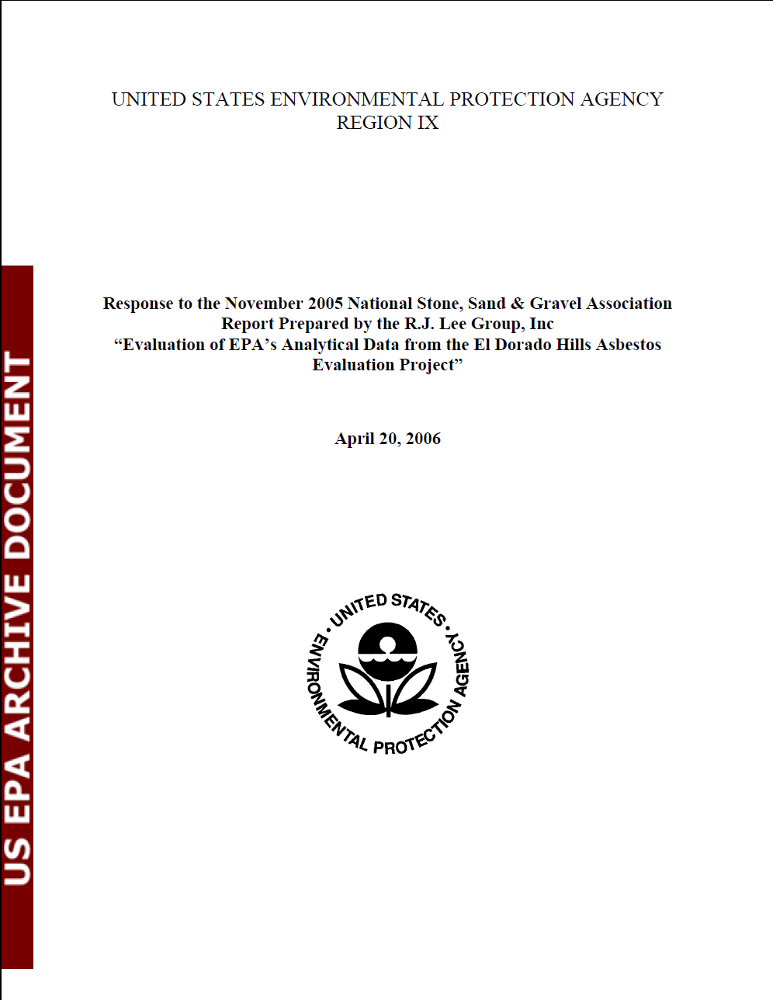 UNITED STATES ENVIRONMENTAL PROTECTION AGENCY
REGION IX
Response to the November 2005 National Stone, Sand & Gravel Association
Report Prepared by the R.J. Lee Group, Inc
“Evaluation of EPA’s Analytical Data from the El Dorado Hills Asbestos
Evaluation Project”
April 20, 2006
US EPA ARCHIVE DOCUMENT
UNITED STATES • ENVIRONMENTAL PROTECTION AGENCY •